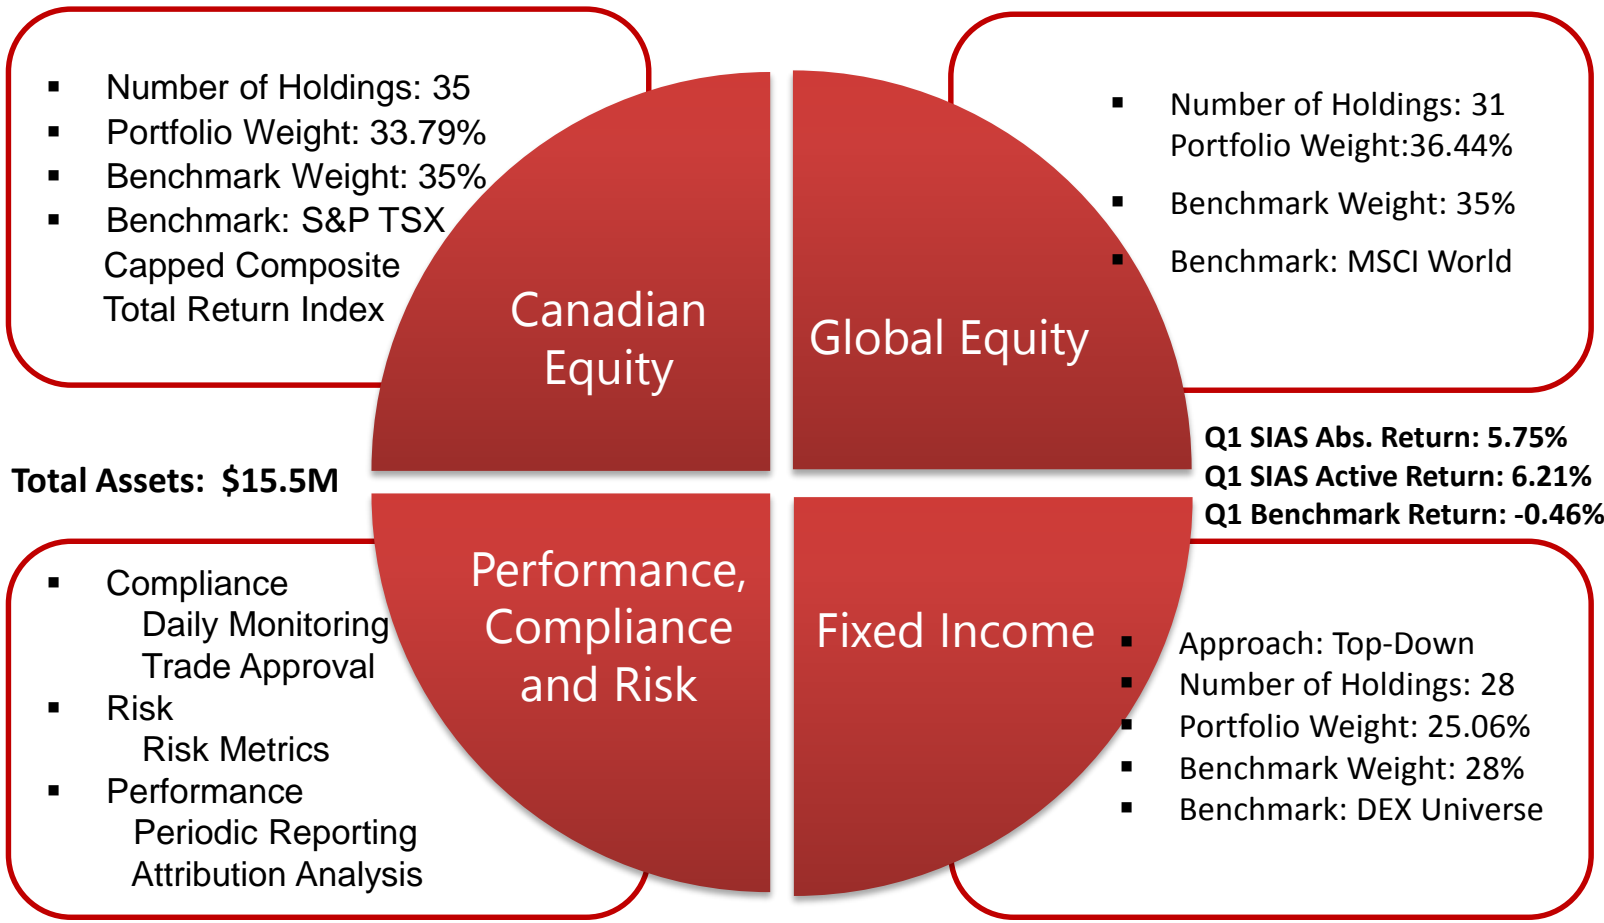 ▪ Number of Holdings: 35
▪ Portfolio Weight: 33.79%
▪ Benchmark Weight: 35%
▪ Benchmark: S&P TSX
Capped Composite
Total Return Index
Canadian
Equity
▪ Number of Holdings: 31
Portfolio Weight:36.44%
▪ Benchmark Weight: 35%
▪ Benchmark: MSCI World
Global Equity
Total Assets: $15.5M
Q1 SIAS Abs. Return: 5.75%
Q1 SIAS Active Return: 6.21%
Q1 Benchmark Return: -0.46%
▪ Compliance
Daily Monitoring
Trade Approval
▪ Risk
Risk Metrics
▪ Performance
Periodic Reporting
Attribution Analysis
Performance,
Compliance
and Risk
Fixed Income
▪ Approach: Top-Down
▪ Number of Holdings: 28
▪ Portfolio Weight: 25.06%
▪ Benchmark Weight: 28%
▪ Benchmark: DEX Universe